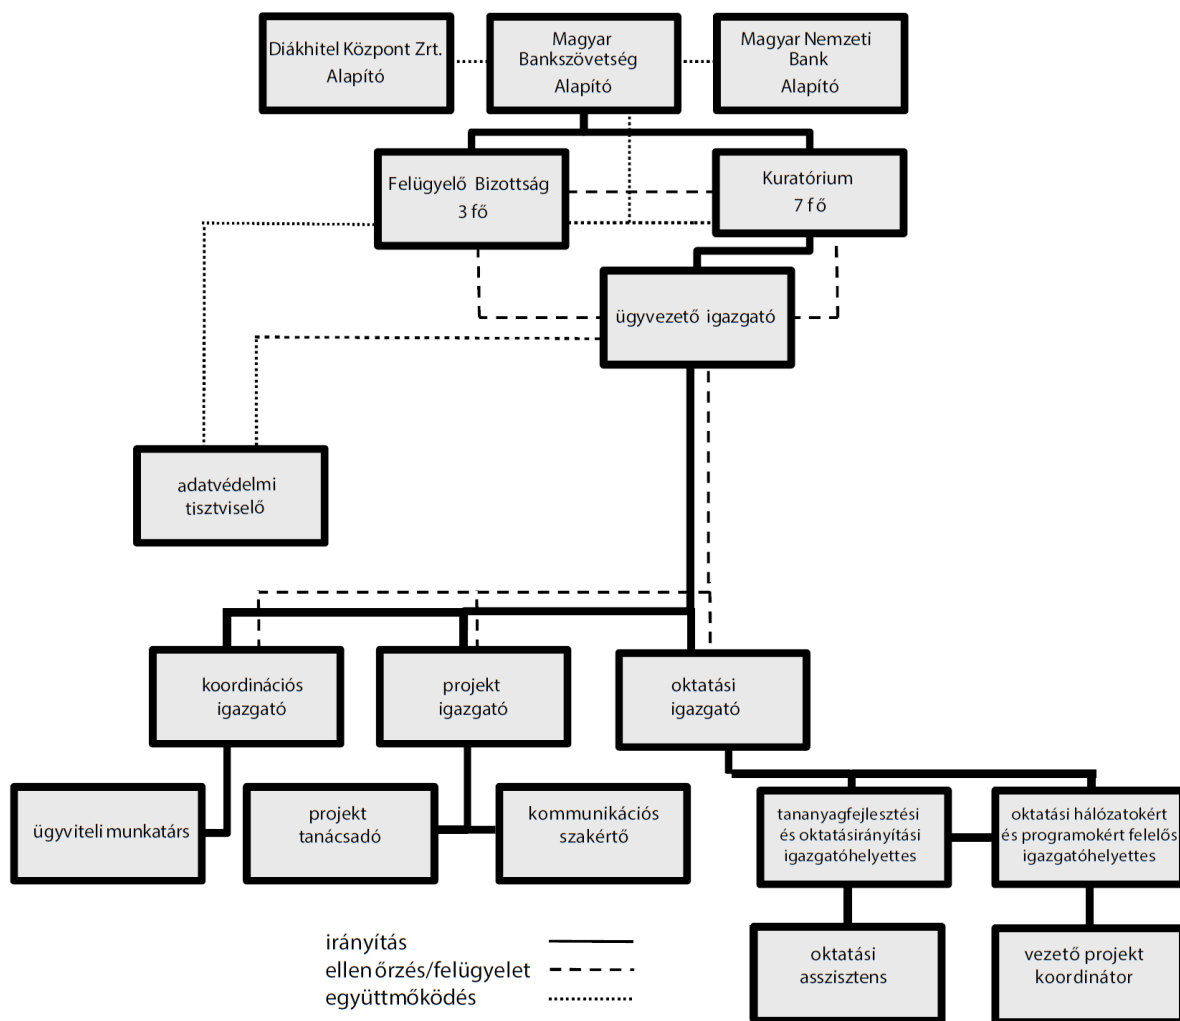 Diákhitel Központ Zrt.
Alapító
Magyar
Bankszövetség
Alapító
Magyar Nemzeti
Bank
Alapító
Felügyelő Bizottság
3 fő
Kuratórium
7 fő
ügyvezető igazgató
adatvédelmi
tisztviselő
koordinációs
igazgató
projekt
igazgató
oktatási
igazgató
ügyviteli munkatárs
projekt
tanácsadó
kommunikációs
szakértő
tananyagfejlesztési
és oktatásirányítási
igazgatóhelyettes
oktatási hálózatokért
és programokért felelős
igazgatóhelyettes
oktatási
asszisztens
vezető projekt
koordinátor
irányítás
ellenőrzés/felügyelet
együttmőködés